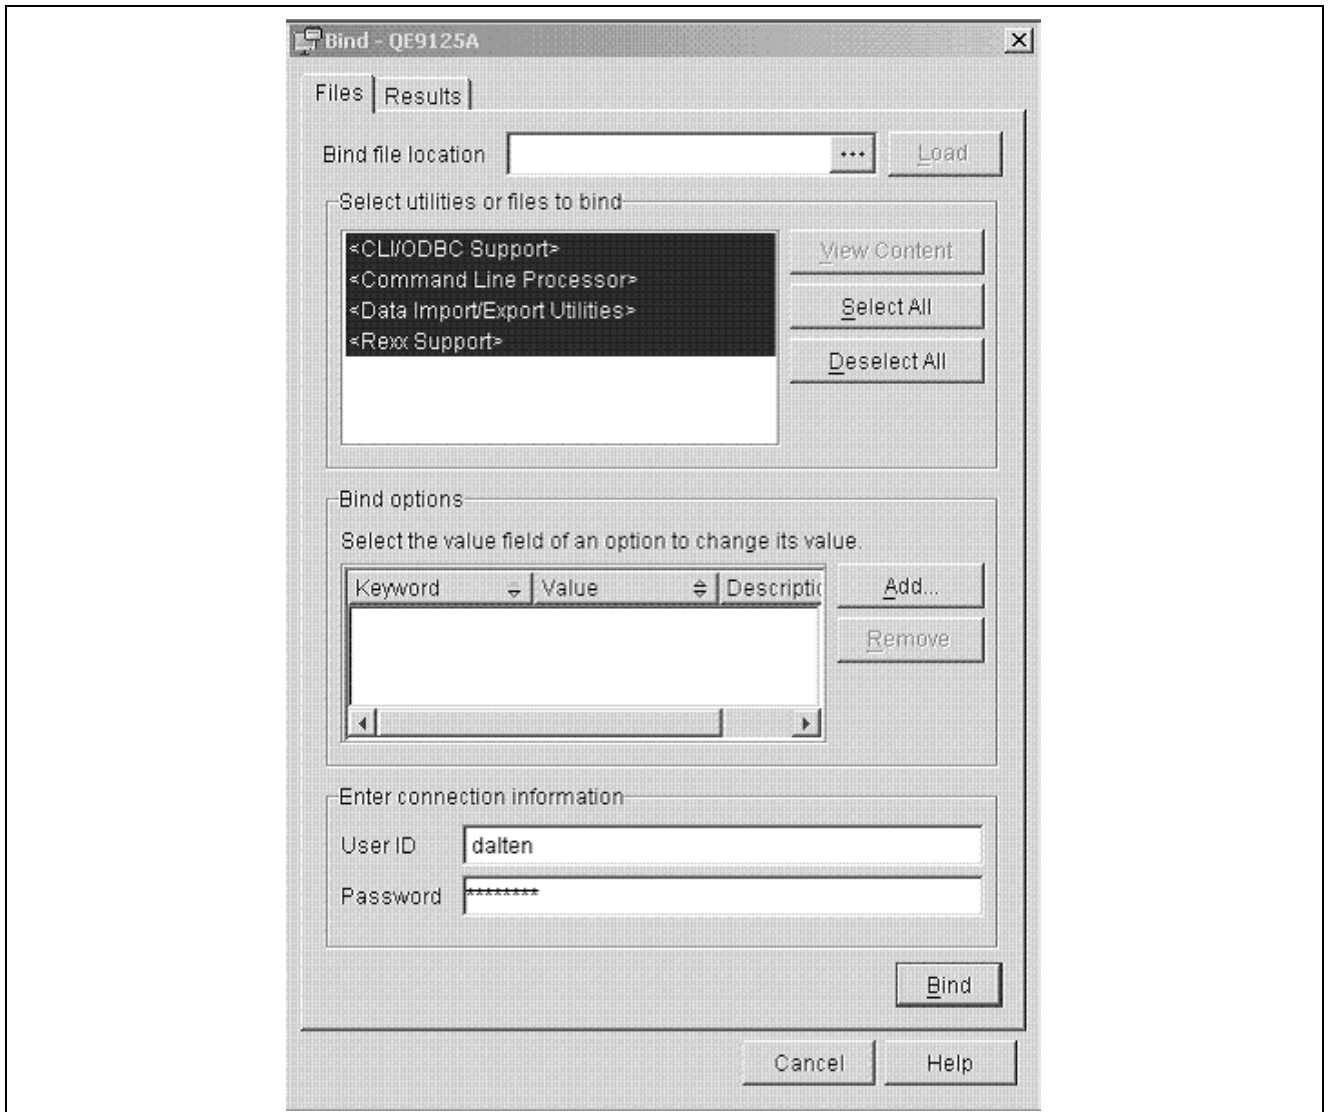 Bind - QE9125A
Files Results
Bind file location ... Load
Select utilities or files to bind
<CLI/ODBC Support>
<Command Line Processor>
<Data Import/Export Utilities>
<Rexx Support>
View Content
Select All
Deselect All
Bind options
Select the value field of an option to change its value.
Keyword Value Descriptio
Add...
Remove
Enter connection information
User ID dalten
Password ********
Bind
Cancel Help